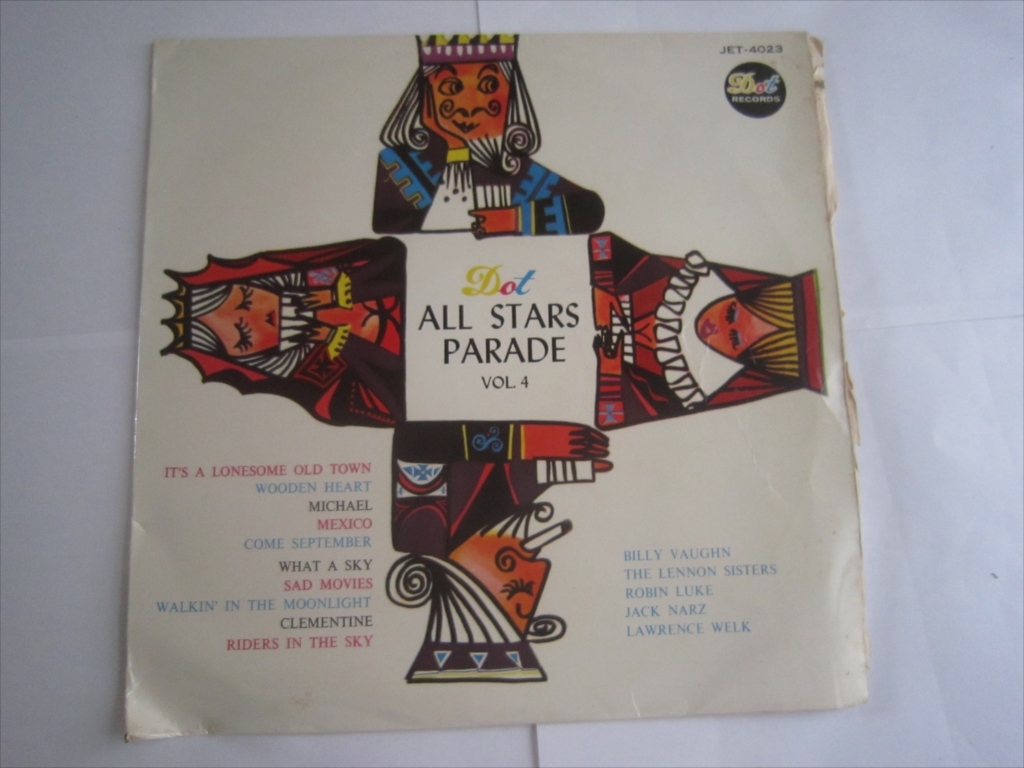 JET-4023
Dot
RECORDS
Dot
ALL STARS
PARADE
VOL. 4
IT'S A LONESOME OLD TOWN
WOODEN HEART
MICHAEL
MEXICO
COME SEPTEMBER
WHAT A SKY
SAD MOVIES
WALKIN' IN THE MOONLIGHT
CLEMENTINE
RIDERS IN THE SKY
BILLY VAUGHN
THE LENNON SISTERS
ROBIN LUKE
JACK NARZ
LAWRENCE WELK